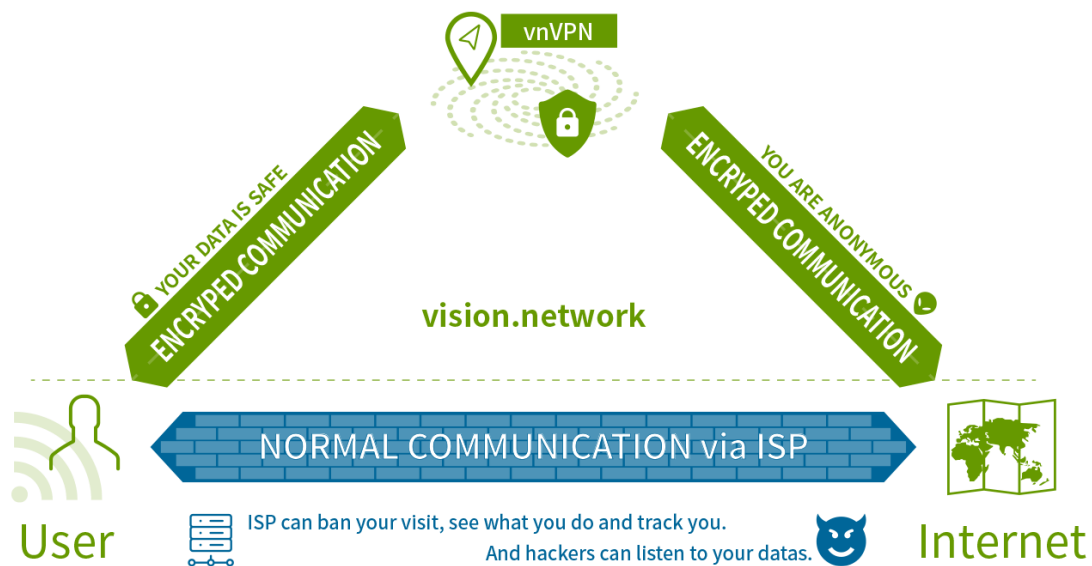 vnVPN
YOUR DATA IS SAFE
ENCRYPED COMMUNICATION
YOU ARE ANONYMOUS
ENCRYPED COMMUNICATION
vision.network
NORMAL COMMUNICATION via ISP
User
ISP can ban your visit, see what you do and track you.
And hackers can listen to your datas.
Internet